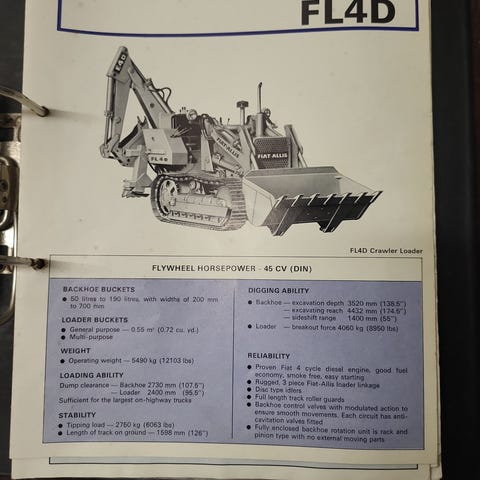 FL4D
E4D
FIAT-ALLIS
FL4D
FIAT ALLIS
FL4D Crawler Loader
FLYWHEEL HORSEPOWER - 45 CV (DIN)
BACKHOE BUCKETS
● 50 litres to 190 litres, with widths of 200 mm
to 700 mm
LOADER BUCKETS
● General purpose — 0.55 m³ (0.72 cu. yd.)
● Multi-purpose
WEIGHT
● Operating weight — 5490 kg (12103 lbs)
LOADING ABILITY
Dump clearance — Backhoe 2730 mm (107.5")
— Loader 2400 mm (95.5")
Sufficient for the largest on-highway trucks
STABILITY
● Tipping load — 2750 kg (6063 lbs)
● Length of track on ground — 1598 mm (126")
DIGGING ABILITY
● Backhoe — excavation depth 3520 mm (138.5")
— excavating reach 4432 mm (174.5")
— sideshift range 1400 mm (55")
● Loader — breakout force 4060 kg (8950 lbs)
RELIABILITY
● Proven Fiat 4 cycle diesel engine, good fuel
economy, smoke free, easy starting
● Rugged, 3 piece Fiat-Allis loader linkage
● Disc type idlers
● Full length track roller guards
● Backhoe control valves with modulated action to
ensure smooth movements. Each circuit has anti-
cavitation valves fitted
● Fully enclosed backhoe rotation unit is rack and
pinion type with no external moving parts